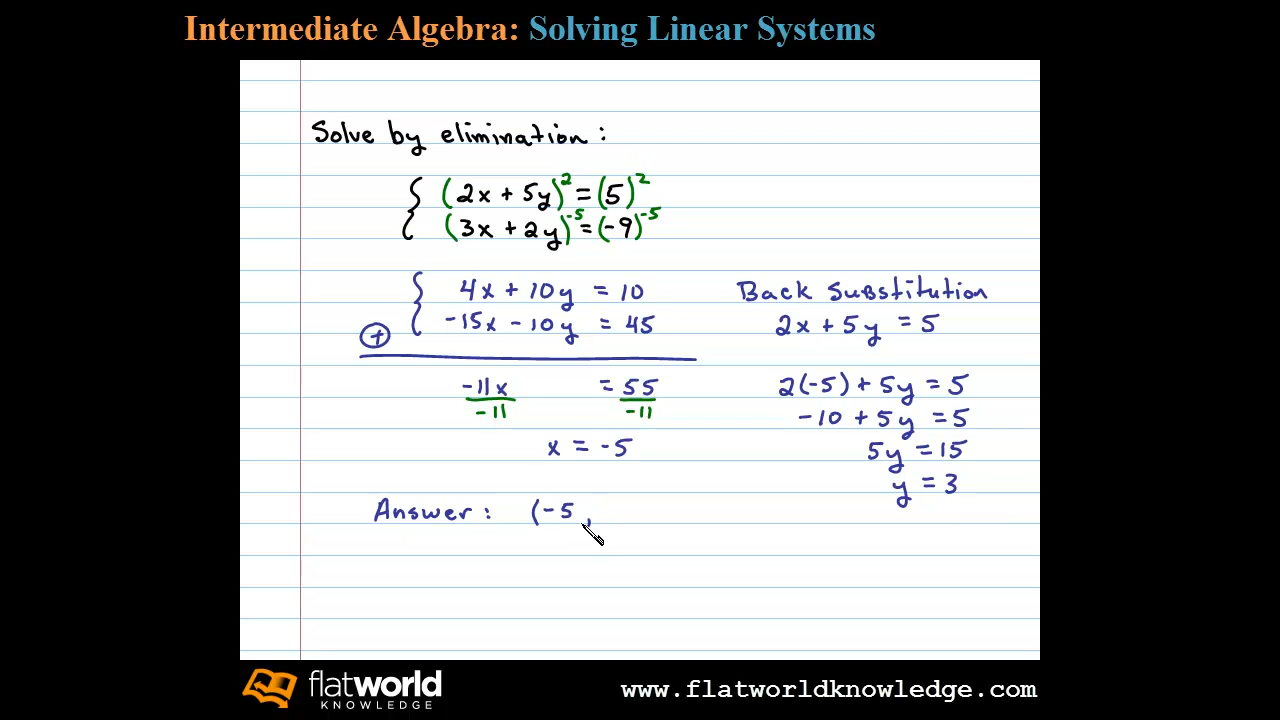 Intermediate Algebra: Solving Linear Systems
Solve by elimination:
{ (2x + 5y)² = (5)²
(3x + 2y)⁻⁵ = (-9)⁻⁵
{ 4x + 10y = 10
⊕ -15x - 10y = 45
-11x = 55
-11 -11
x = -5
Answer: (-5 ,
Back Substitution
2x + 5y = 5
2(-5) + 5y = 5
-10 + 5y = 5
5y = 15
y = 3
flatworld
KNOWLEDGE
www.flatworldknowledge.com